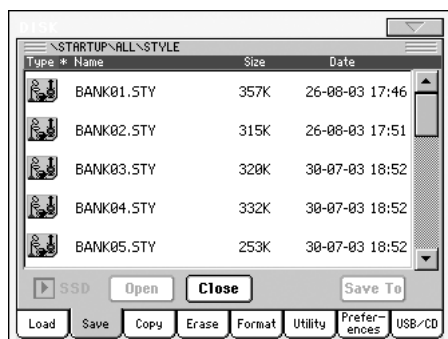 DISK
\STARTUP\ALL\STYLE
Type * Name Size Date
BANK01.STY 357K 26-08-03 17:46
BANK02.STY 315K 26-08-03 17:51
BANK03.STY 320K 30-07-03 18:52
BANK04.STY 332K 30-07-03 18:52
BANK05.STY 253K 30-07-03 18:52
SSD Open Close Save To
Load Save Copy Erase Format Utility Prefer-
ences USB/CD